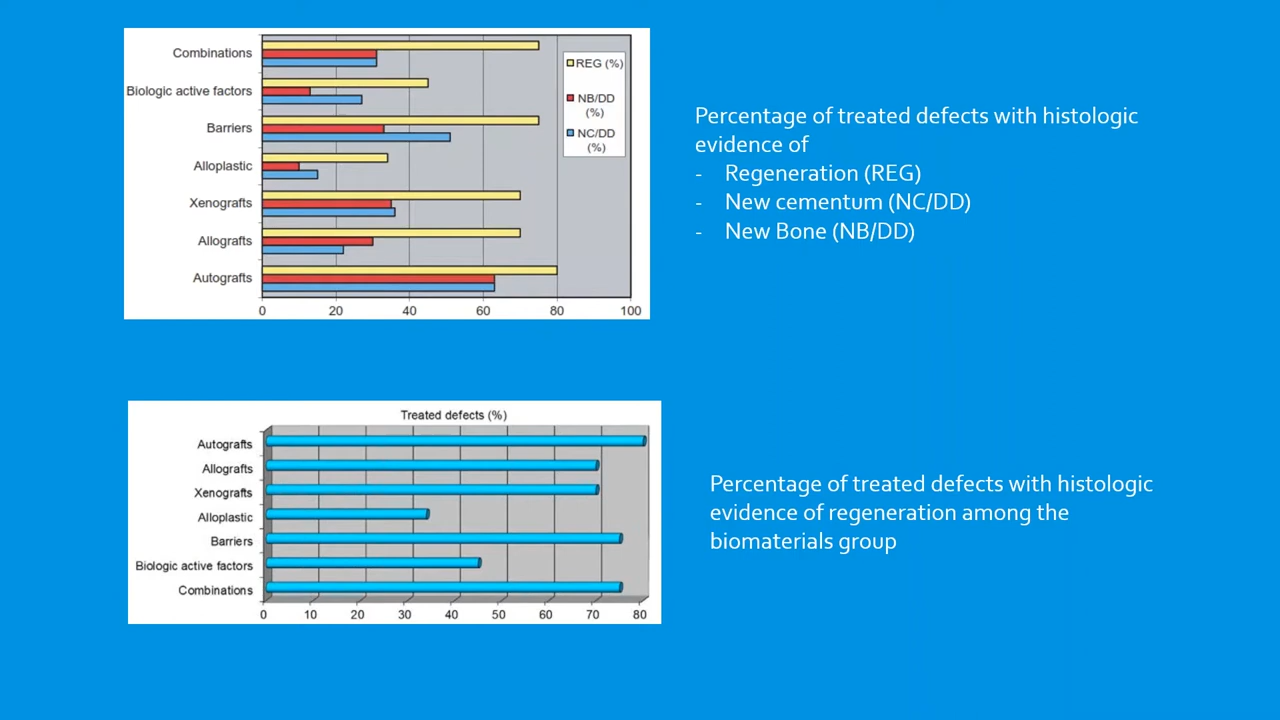 Combinations
Biologic active factors
Barriers
Alloplastic
Xenografts
Allografts
Autografts
0 20 40 60 80 100
REG (%)
NB/DD
(%)
NC/DD
(%)
Percentage of treated defects with histologic
evidence of
- Regeneration (REG)
- New cementum (NC/DD)
- New Bone (NB/DD)
Treated defects (%)
Autografts
Allografts
Xenografts
Alloplastic
Barriers
Biologic active factors
Combinations
0 10 20 30 40 50 60 70 80
Percentage of treated defects with histologic
evidence of regeneration among the
biomaterials group